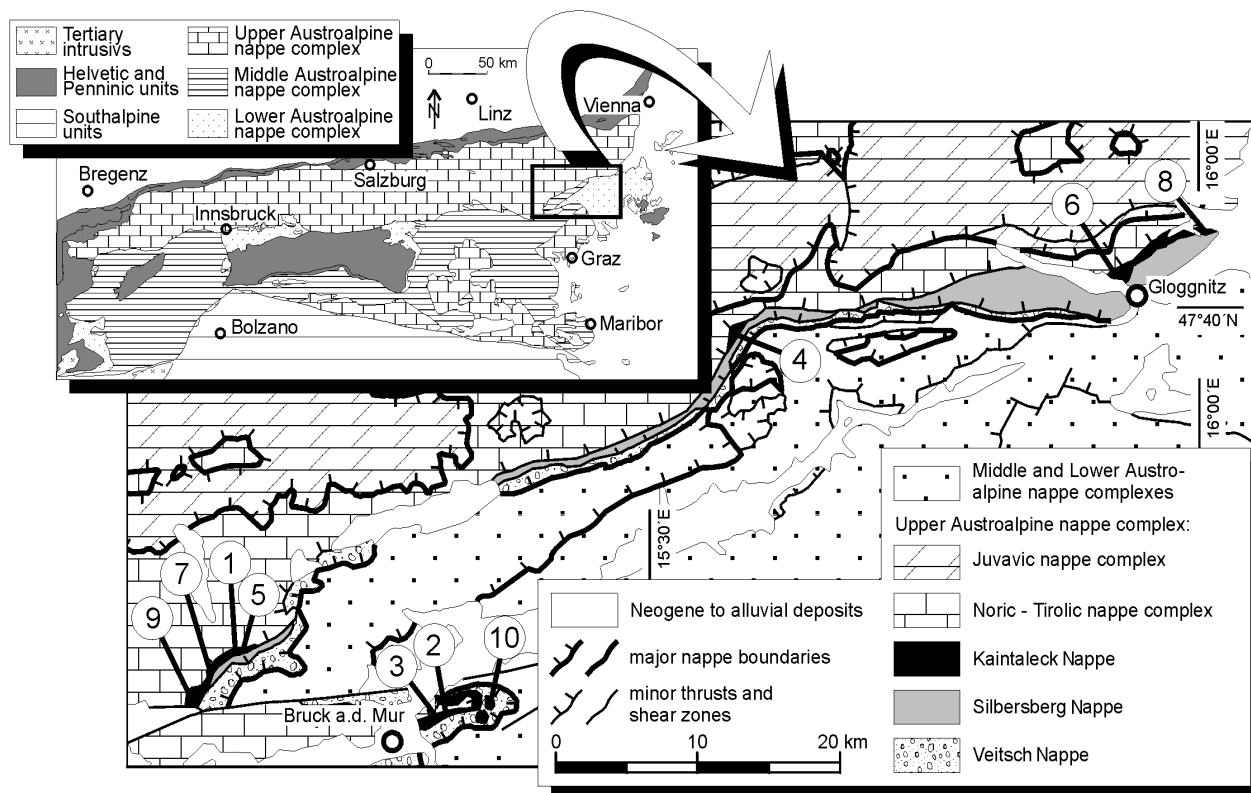 Tertiary
intrusivs
Upper Austroalpine
nappe complex
Helvetic and
Penninic units
Middle Austroalpine
nappe complex
Southalpine
units
Lower Austroalpine
nappe complex
0 50 km
N
Linz
Vienna
Bregenz
Salzburg
Innsbruck
Graz
Bolzano
Maribor
16°00´E
8
6
Gloggnitz
47°40´N
4
16°00´E
15°30´E
1
7
5
9
10
2
3
Bruck a.d. Mur
Middle and Lower Austro-
alpine nappe complexes
Upper Austroalpine nappe complex:
Juvavic nappe complex
Noric - Tirolic nappe complex
Kaintaleck Nappe
Silbersberg Nappe
Veitsch Nappe
Neogene to alluvial deposits
major nappe boundaries
minor thrusts and
shear zones
0 10 20 km